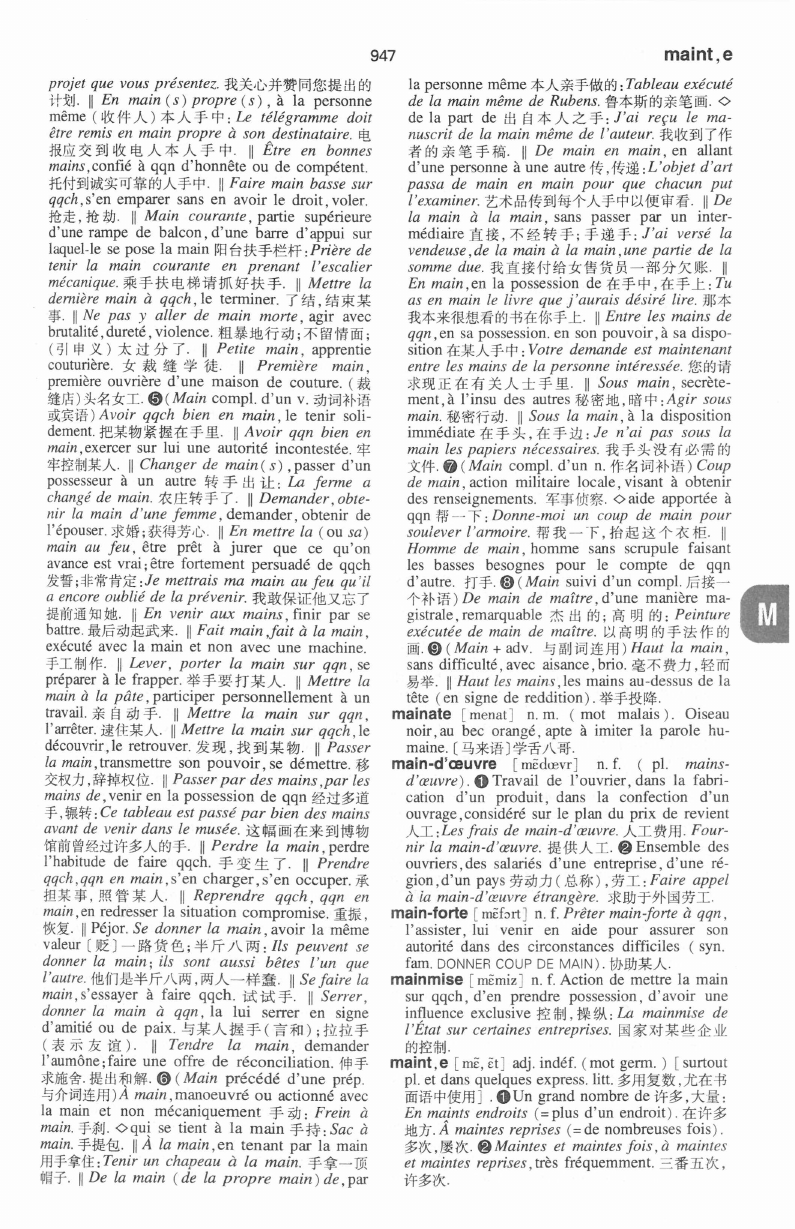 947
maint,e
projet que vous présentez. 我关心并赞同您提出的
计划. ‖ En main(s) propre(s), à la personne
même (收件人)本人手中: Le télégramme doit
être remis en main propre à son destinataire. 电
报应交到收电人本人手中. ‖ Être en bonnes
mains, confié à qqn d'honnête ou de compétent.
托付到诚实可靠的人手中. ‖ Faire main basse sur
qqch, s'en emparer sans en avoir le droit, voler.
抢走,抢劫. ‖ Main courante, partie supérieure
d'une rampe de balcon, d'une barre d'appui sur
laquel-le se pose la main 阳台扶手栏杆: Prière de
tenir la main courante en prenant l'escalier
mécanique. 乘手扶电梯请抓好扶手. ‖ Mettre la
dernière main à qqch, le terminer. 了结,结束某
事. ‖ Ne pas y aller de main morte, agir avec
brutalité, dureté, violence. 粗暴地行动;不留情面;
(引申义)太过分了. ‖ Petite main, apprentie
couturière. 女裁缝学徒. ‖ Première main,
première ouvrière d'une maison de couture. (裁
缝店)头名女工. ❺ (Main compl. d'un v. 动词补语
或宾语) Avoir qqch bien en main, le tenir soli-
dement. 把某物紧握在手里. ‖ Avoir qqn bien en
main, exercer sur lui une autorité incontestée. 牢
牢控制某人. ‖ Changer de main(s), passer d'un
possesseur à un autre 转手出让: La ferme a
changé de main. 农庄转手了. ‖ Demander, obte-
nir la main d'une femme, demander, obtenir de
l'épouser. 求婚;获得芳心. ‖ En mettre la (ou sa)
main au feu, être prêt à jurer que ce qu'on
avance est vrai; être fortement persuadé de qqch
发誓;非常肯定: Je mettrais ma main au feu qu'il
a encore oublié de la prévenir. 我敢保证他又忘了
提前通知她. ‖ En venir aux mains, finir par se
battre. 最后动起武来. ‖ Fait main, fait à la main,
exécuté avec la main et non avec une machine.
手工制作. ‖ Lever, porter la main sur qqn, se
préparer à le frapper. 举手要打某人. ‖ Mettre la
main à la pâte, participer personnellement à un
travail. 亲自动手. ‖ Mettre la main sur qqn,
l'arrêter. 逮住某人. ‖ Mettre la main sur qqch, le
découvrir, le retrouver. 发现,找到某物. ‖ Passer
la main, transmettre son pouvoir, se démettre. 移
交权力,辞掉权位. ‖ Passer par des mains, par les
mains de, venir en la possession de qqn 经过多道
手,辗转: Ce tableau est passé par bien des mains
avant de venir dans le musée. 这幅画在来到博物
馆前曾经过许多人的手. ‖ Perdre la main, perdre
l'habitude de faire qqch. 手变生了. ‖ Prendre
qqch, qqn en main, s'en charger, s'en occuper. 承
担某事,照管某人. ‖ Reprendre qqch, qqn en
main, en redresser la situation compromise. 重振,
恢复. ‖ Péjor. Se donner la main, avoir la même
valeur [贬]一路货色;半斤八两: Ils peuvent se
donner la main; ils sont aussi bêtes l'un que
l'autre. 他们是半斤八两,两人一样蠢. ‖ Se faire la
main, s'essayer à faire qqch. 试试手. ‖ Serrer,
donner la main à qqn, la lui serrer en signe
d'amitié ou de paix. 与某人握手(言和);拉拉手
(表示友谊). ‖ Tendre la main, demander
l'aumône; faire une offre de réconciliation. 伸手
求施舍. 提出和解. ❻ (Main précédé d'une prép.
与介词连用) À main, manoeuvré ou actionné avec
la main et non mécaniquement 手动: Frein à
main. 手刹. ◇ qui se tient à la main 手持: Sac à
main. 手提包. ‖ À la main, en tenant par la main
用手拿住: Tenir un chapeau à la main. 手拿一顶
帽子. ‖ De la main (de la propre main) de, par
la personne même 本人亲手做的: Tableau exécuté
de la main même de Rubens. 鲁本斯的亲笔画. ◇
de la part de 出自本人之手: J'ai reçu le ma-
nuscrit de la main même de l'auteur. 我收到了作
者的亲笔手稿. ‖ De main en main, en allant
d'une personne à une autre 传,传递: L'objet d'art
passa de main en main pour que chacun put
l'examiner. 艺术品传到每个人手中以便审看. ‖ De
la main à la main, sans passer par un inter-
médiaire 直接,不经转手;手递手: J'ai versé la
vendeuse, de la main à la main, une partie de la
somme due. 我直接付给女售货员一部分欠账. ‖
En main, en la possession de 在手中,在手上: Tu
as en main le livre que j'aurais désiré lire. 那本
我本来很想看的书在你手上. ‖ Entre les mains de
qqn, en sa possession. en son pouvoir, à sa dispo-
sition 在某人手中: Votre demande est maintenant
entre les mains de la personne intéressée. 您的请
求现正在有关人士手里. ‖ Sous main, secrète-
ment, à l'insu des autres 秘密地,暗中: Agir sous
main. 秘密行动. ‖ Sous la main, à la disposition
immédiate 在手头,在手边: Je n'ai pas sous la
main les papiers nécessaires. 我手头没有必需的
文件. ❼ (Main compl. d'un n. 作名词补语) Coup
de main, action militaire locale, visant à obtenir
des renseignements. 军事侦察. ◇ aide apportée à
qqn 帮一下: Donne-moi un coup de main pour
soulever l'armoire. 帮我一下,抬起这个衣柜. ‖
Homme de main, homme sans scrupule faisant
les basses besognes pour le compte de qqn
d'autre. 打手. ❽ (Main suivi d'un compl. 后接一
个补语) De main de maître, d'une manière ma-
gistrale, remarquable 杰出的;高明的: Peinture
exécutée de main de maître. 以高明的手法作的
画. ❾ (Main + adv. 与副词连用) Haut la main,
sans difficulté, avec aisance, brio. 毫不费力,轻而
易举. ‖ Haut les mains, les mains au-dessus de la
tête (en signe de reddition). 举手投降.
mainate [mɛnat] n. m. (mot malais). Oiseau
noir, au bec orangé, apte à imiter la parole hu-
maine. [马来语]学舌八哥.
main-d'œuvre [mɛ̃dœvr] n. f. ( pl. mains-
d'œuvre). ❶ Travail de l'ouvrier, dans la fabri-
cation d'un produit, dans la confection d'un
ouvrage, considéré sur le plan du prix de revient
人工: Les frais de main-d'œuvre. 人工费用. Four-
nir la main-d'œuvre. 提供人工. ❷ Ensemble des
ouvriers, des salariés d'une entreprise, d'une ré-
gion, d'un pays 劳动力(总称),劳工: Faire appel
à la main-d'œuvre étrangère. 求助于外国劳工.
main-forte [mɛ̃fɔrt] n. f. Prêter main-forte à qqn,
l'assister, lui venir en aide pour assurer son
autorité dans des circonstances difficiles ( syn.
fam. DONNER COUP DE MAIN). 协助某人.
mainmise [mɛ̃miz] n. f. Action de mettre la main
sur qqch, d'en prendre possession, d'avoir une
influence exclusive 控制,操纵: La mainmise de
l'État sur certaines entreprises. 国家对某些企业
的控制.
maint,e [mɛ̃, ɛ̃t] adj. indéf. (mot germ.) [surtout
pl. et dans quelques express. litt. 多用复数,尤在书
面语中使用]. ❶ Un grand nombre de 许多,大量:
En maints endroits (= plus d'un endroit). 在许多
地方. Â maintes reprises (= de nombreuses fois).
多次,屡次. ❷ Maintes et maintes fois, à maintes
et maintes reprises, très fréquemment. 三番五次,
许多次.
M